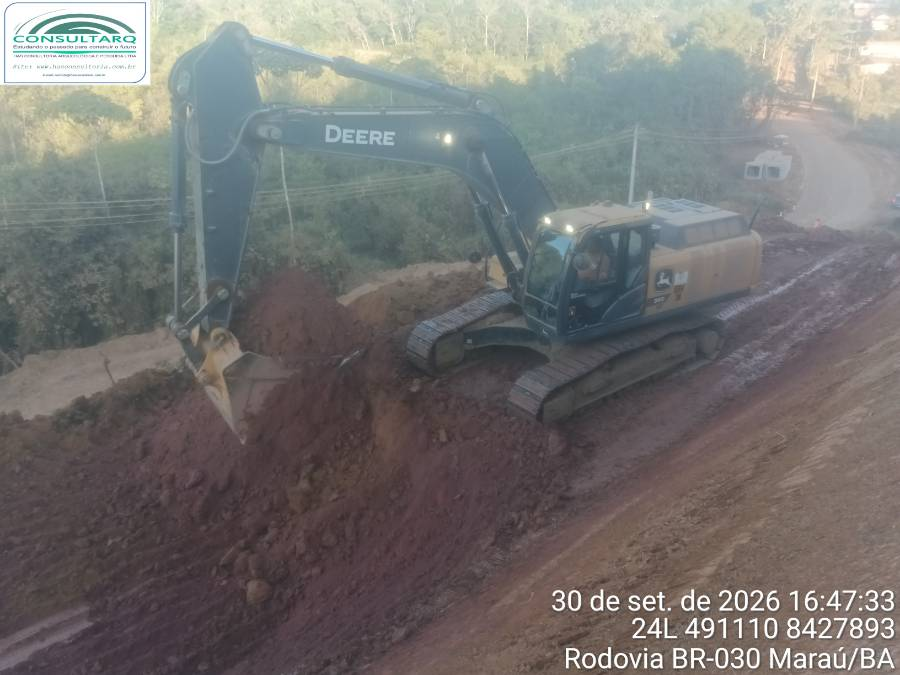 CONSULTARQ
Estudando o passado para construir o futuro
DEERE
30 de set. de 2026 16:47:33
24L 491110 8427893
Rodovia BR-030 Maraú/BA